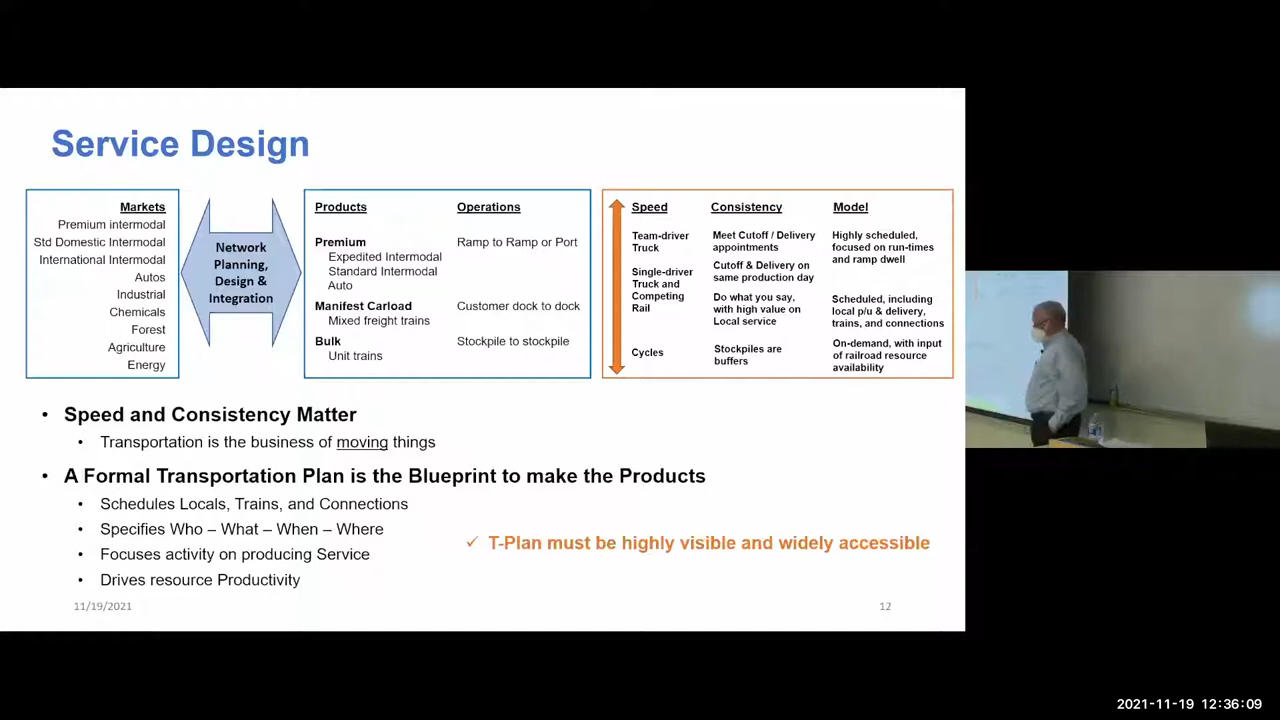 Service Design
Markets
Premium intermodal
Std Domestic Intermodal
International Intermodal
Autos
Industrial
Chemicals
Forest
Agriculture
Energy
Network
Planning,
Design &
Integration
Products
Operations
Premium
Ramp to Ramp or Port
Expedited Intermodal
Standard Intermodal
Auto
Manifest Carload
Customer dock to dock
Mixed freight trains
Bulk
Stockpile to stockpile
Unit trains
Speed
Consistency
Model
Team-driver
Truck
Meet Cutoff / Delivery
appointments
Highly scheduled,
focused on run-times
and ramp dwell
Single-driver
Truck and
Competing
Rail
Cutoff & Delivery on
same production day
Do what you say,
with high value on
Local service
Scheduled, including
local p/u & delivery,
trains, and connections
Cycles
Stockpiles are
buffers
On-demand, with input
of railroad resource
availability
• Speed and Consistency Matter
• Transportation is the business of moving things
• A Formal Transportation Plan is the Blueprint to make the Products
• Schedules Locals, Trains, and Connections
• Specifies Who – What – When – Where
• Focuses activity on producing Service
✓ T-Plan must be highly visible and widely accessible
• Drives resource Productivity
11/19/2021
12
2021-11-19 12:36:09